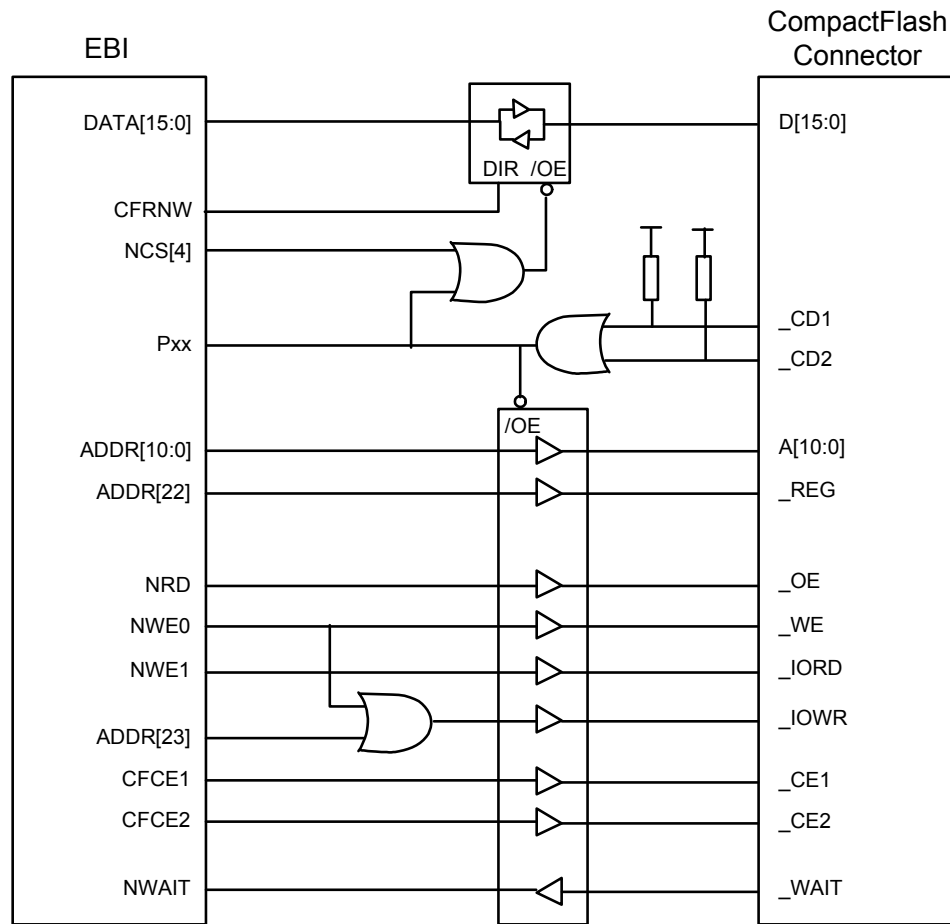 EBI
CompactFlash
Connector
DATA[15:0]
D[15:0]
DIR /OE
CFRNW
NCS[4]
_CD1
Pxx
_CD2
/OE
ADDR[10:0]
A[10:0]
ADDR[22]
_REG
NRD
_OE
NWE0
_WE
NWE1
_IORD
_IOWR
ADDR[23]
CFCE1
_CE1
CFCE2
_CE2
NWAIT
_WAIT